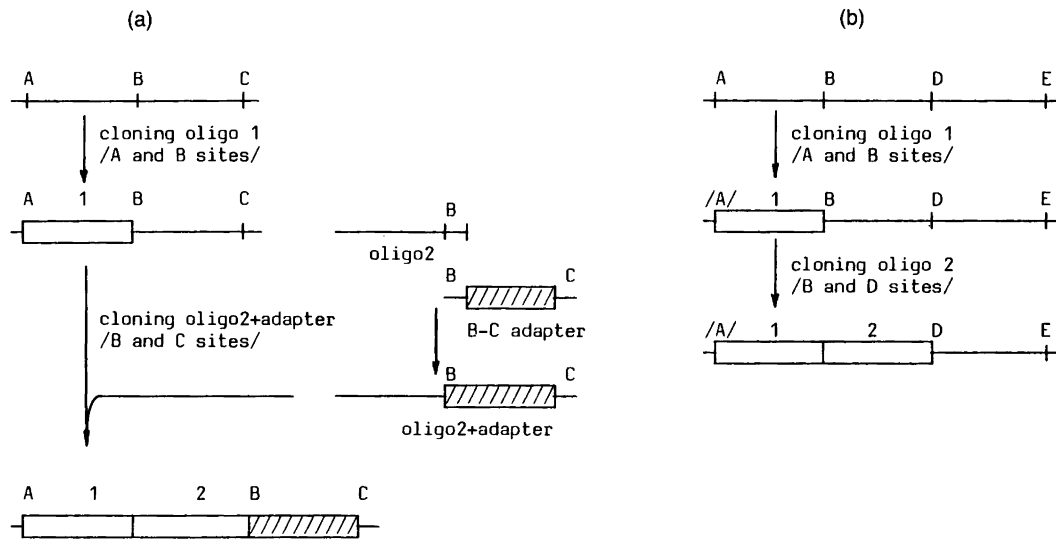 (a)
A B C
cloning oligo 1
/A and B sites/
A 1 B C
B
oligo2
B C
B-C adapter
cloning oligo2+adapter
/B and C sites/
B C
oligo2+adapter
A 1 2 B C
(b)
A B D E
cloning oligo 1
/A and B sites/
/A/ 1 B D E
cloning oligo 2
/B and D sites/
/A/ 1 2 D E